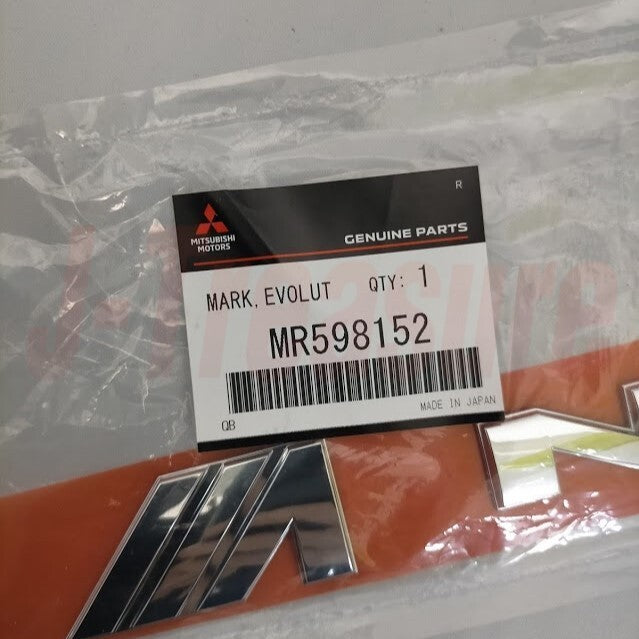 R
MITSUBISHI
MOTORS
GENUINE PARTS
MARK, EVOLUT QTY: 1
MR598152
MADE IN JAPAN
QB